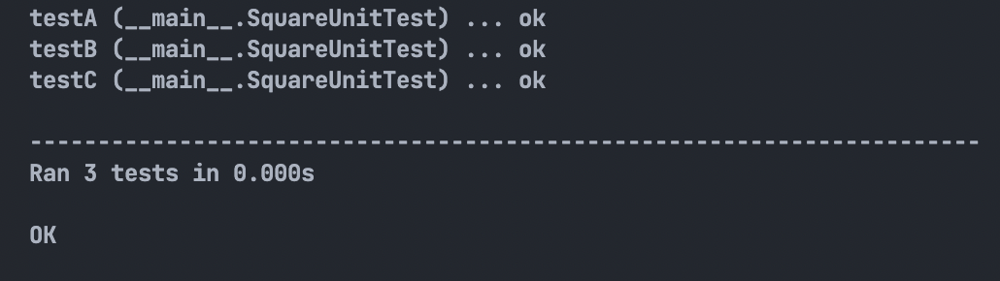 testA (__main__.SquareUnitTest) ... ok
testB (__main__.SquareUnitTest) ... ok
testC (__main__.SquareUnitTest) ... ok
----------------------------------------------------------------------
Ran 3 tests in 0.000s
OK